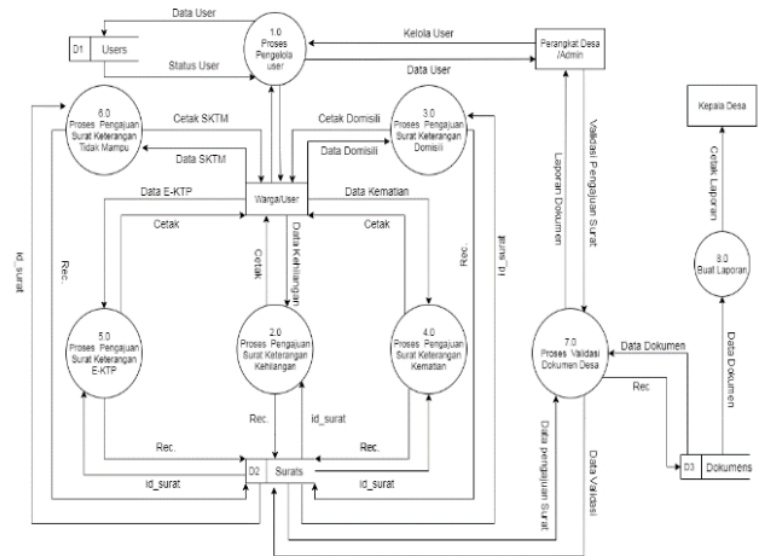 Data User
D1 Users
Status User
1.0
Proses
Pengelola
user
Kelola User
Data User
Perangkat Desa
/Admin
Kepala Desa
6.0
Proses Pengajuan
Surat Keterangan
Tidak Mampu
Cetak SKTM
Data SKTM
Cetak Domisili
Data Domisili
3.0
Proses Pengajuan
Surat Keterangan
Domisili
Warga/User
Data E-KTP
Cetak
Data Kematian
Cetak
Cetak
Data Kehilangan
id_surat
Rec.
Rec.
id_surat
Laporan Dokumen
Validasi Pengajuan Surat
Cetak Laporan
8.0
Buat Laporan
5.0
Proses Pengajuan
Surat Keterangan
E-KTP
2.0
Proses Pengajuan
Surat Keterangan
Kehilangan
4.0
Proses Pengajuan
Surat Keterangan
Kematian
7.0
Proses Validasi
Dokumen Desa
Data Dokumen
Rec
Data Dokumen
Rec.
Rec.
id_surat
Rec.
D2 Surats
id_surat
id_surat
Data pengajuan Surat
Data Validasi
D3 Dokumens